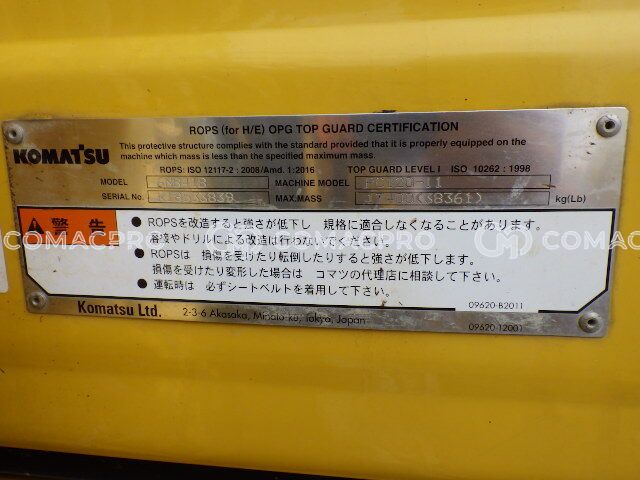 ROPS (for H/E) OPG TOP GUARD CERTIFICATION
This protective structure complies with the standard provided that it is properly equipped on the
machine which mass is less than the specified maximum mass.
KOMATSU
ROPS: ISO 12117-2 : 2008/Amd. 1:2016 TOP GUARD LEVEL I ISO 10262 : 1998
MODEL MACHINE MODEL
SERIAL No. MAX.MASS (38361) kg(Lb)
警告
● ROPSを改造すると強さが低下し 規格に適合しなくなることがあります。
溶接やドリルによる改造は行わないでください。
● ROPSは 損傷を受けたり転倒したりすると強さが低下します。
損傷を受けたり変形した場合は コマツの代理店に相談して下さい。
● 運転時は 必ずシートベルトを着用して下さい。
09620-B2011
Komatsu Ltd. 2-3-6 Akasaka, Minato-ku, Tokyo, Japan 09620-12001
COMACPRO COMACPRO COMACPRO